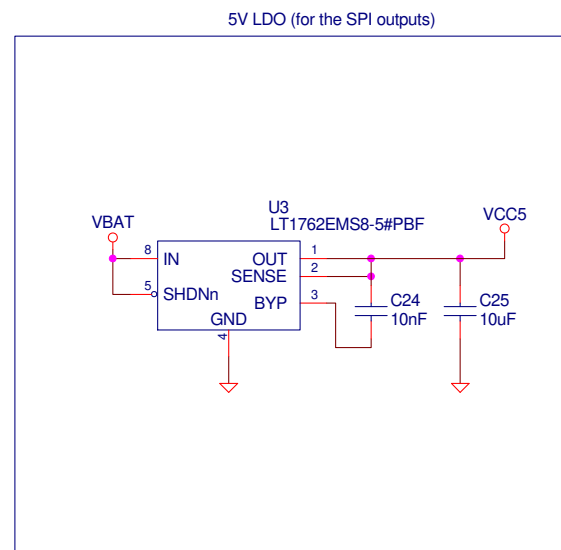 5V LDO (for the SPI outputs)
U3
LT1762EMS8-5#PBF
VBAT
VCC5
8
IN
OUT
1
SENSE
2
5
SHDNn
BYP
3
GND
4
C24
10nF
C25
10uF